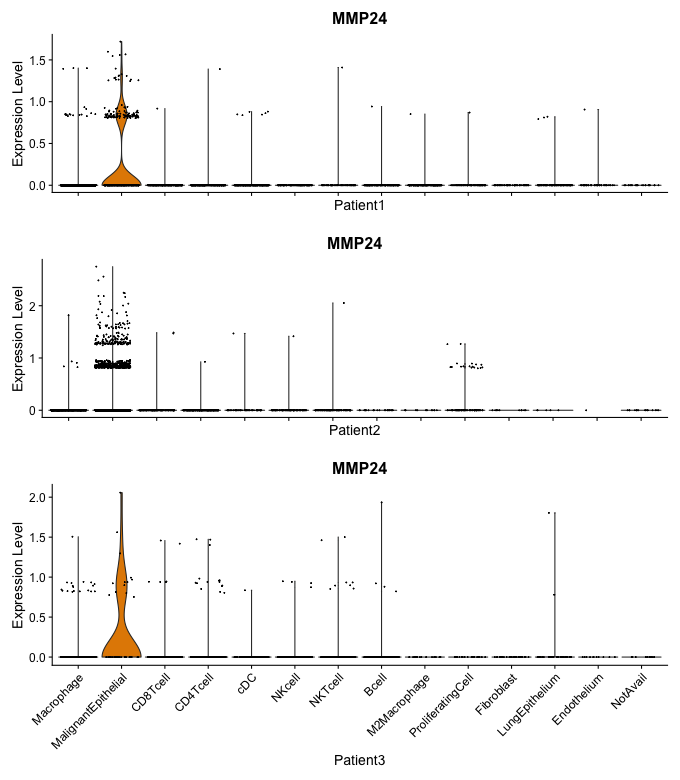 MMP24
Expression Level
1.5
1.0
0.5
0.0
Patient1
MMP24
Expression Level
2
1
0
Patient2
MMP24
Expression Level
2.0
1.5
1.0
0.5
0.0
Macrophage
MalignantEpithelial
CD8Tcell
CD4Tcell
cDC
NKcell
NKTcell
Bcell
M2Macrophage
ProliferatingCell
Fibroblast
LungEpithelium
Endothelium
NotAvail
Patient3